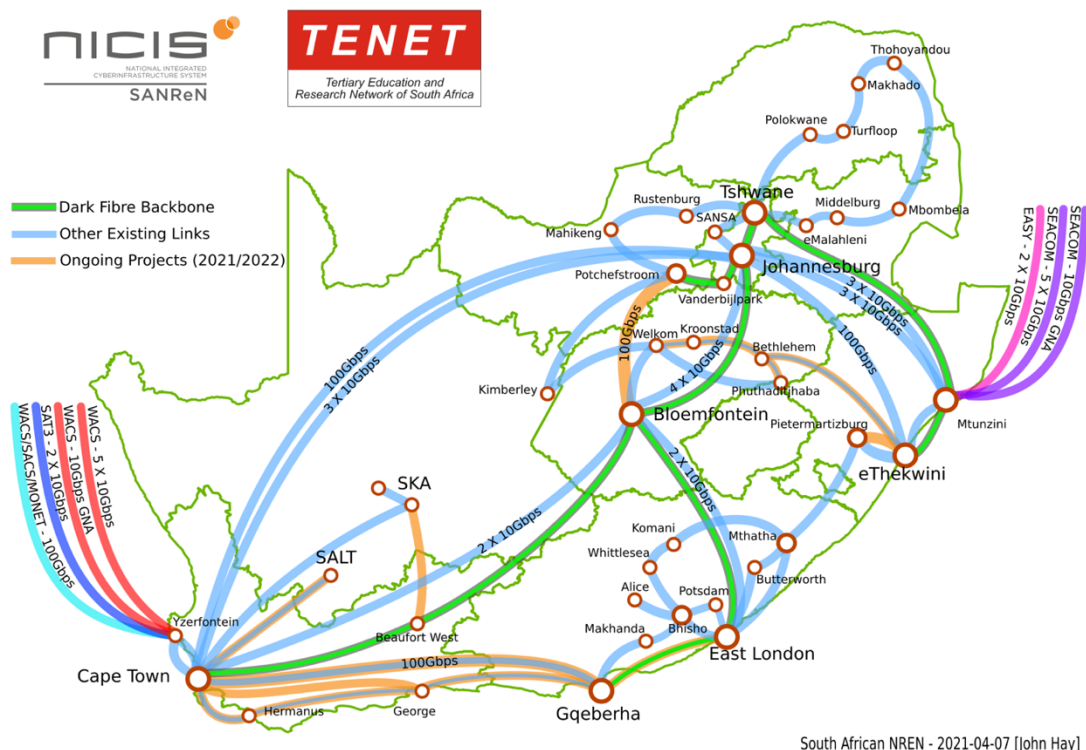 NICIS
NATIONAL INTEGRATED
CYBERINFRASTRUCTURE SYSTEM
SANReN
TENET
Tertiary Education and
Research Network of South Africa
Dark Fibre Backbone
Other Existing Links
Ongoing Projects (2021/2022)
Thohoyandou
Makhado
Polokwane
Turfloop
Tshwane
Rustenburg
SANSA
Middelburg
Mbombela
eMalahleni
Mahikeng
Johannesburg
Potchefstroom
Vanderbijlpark
EASY - 2 X 10Gbps
SEACOM - 5 X 10Gbps
SEACOM - 10Gbps GNA
3 X 10Gbps
3 X 10Gbps
100Gbps
100Gbps
Welkom
Kroonstad
Bethlehem
100Gbps
3 X 10Gbps
4 X 10Gbps
Kimberley
Phuthaditjhaba
Bloemfontein
Mtunzini
Pietermartizburg
eThekwini
WACS/SACS/MONET - 100Gbps
SAT3 - 2 X 10Gbps
WACS - 10Gbps GNA
WACS - 5 X 10Gbps
SKA
2 X 10Gbps
2 X 10Gbps
SALT
Komani
Mthatha
Whittlesea
Butterworth
Alice
Potsdam
Yzerfontein
Beaufort West
Makhanda
Bhisho
East London
Cape Town
100Gbps
Gqeberha
Hermanus
George
South African NREN - 2021-04-07 [John Hay]